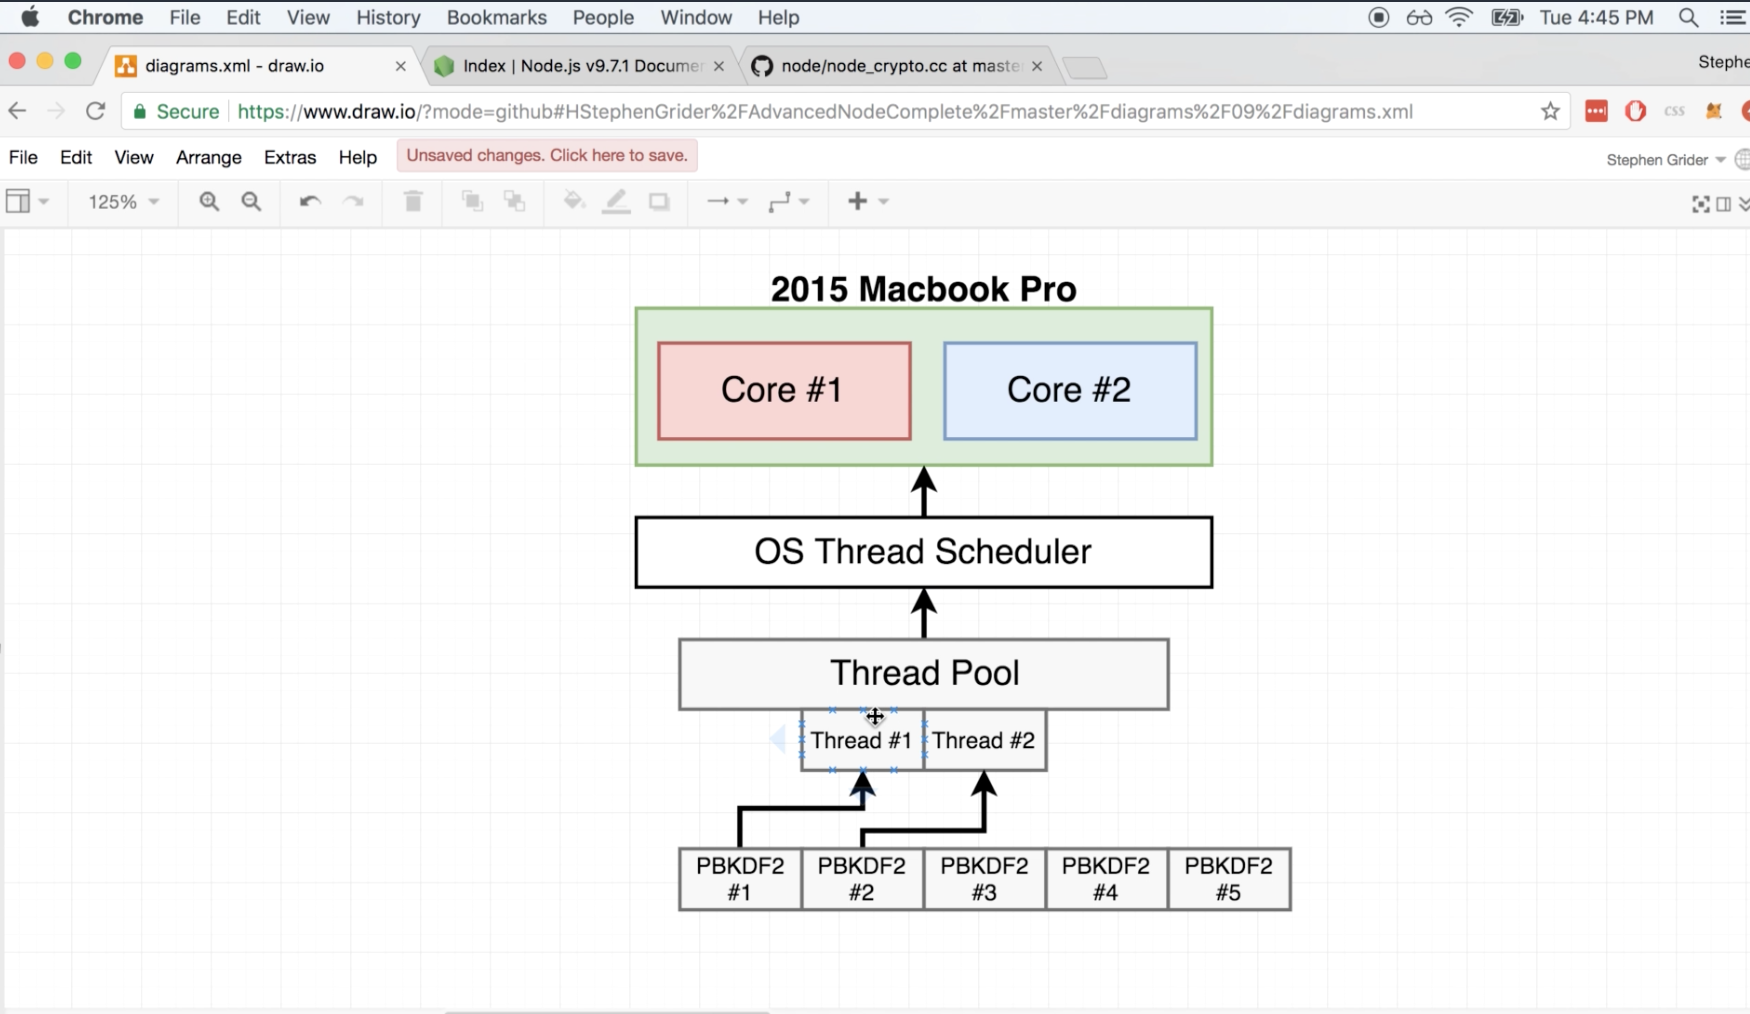 Chrome File Edit View History Bookmarks People Window Help Tue 4:45 PM
diagrams.xml - draw.io Index | Node.js v9.7.1 Documen node/node_crypto.cc at maste Stephe
Secure https://www.draw.io/?mode=github#HStephenGrider%2FAdvancedNodeComplete%2Fmaster%2Fdiagrams%2F09%2Fdiagrams.xml css
File Edit View Arrange Extras Help Unsaved changes. Click here to save. Stephen Grider
125%
2015 Macbook Pro
Core #1 Core #2
OS Thread Scheduler
Thread Pool
Thread #1 Thread #2
PBKDF2 PBKDF2 PBKDF2 PBKDF2 PBKDF2
#1 #2 #3 #4 #5